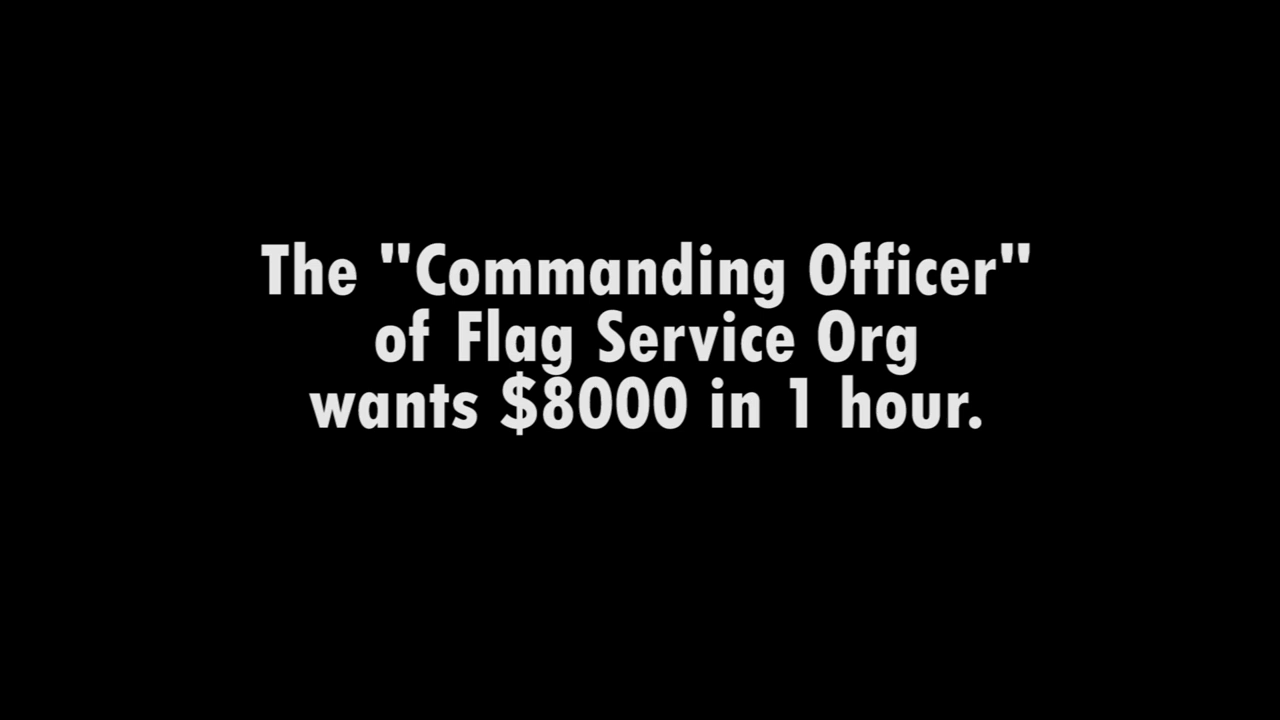 The "Commanding Officer"
of Flag Service Org
wants $8000 in 1 hour.